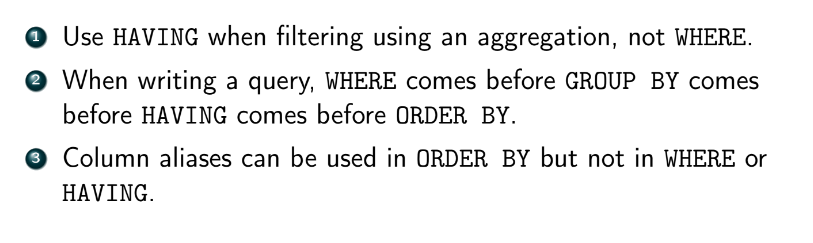 1 Use HAVING when filtering using an aggregation, not WHERE.
2 When writing a query, WHERE comes before GROUP BY comes
before HAVING comes before ORDER BY.
3 Column aliases can be used in ORDER BY but not in WHERE or
HAVING.